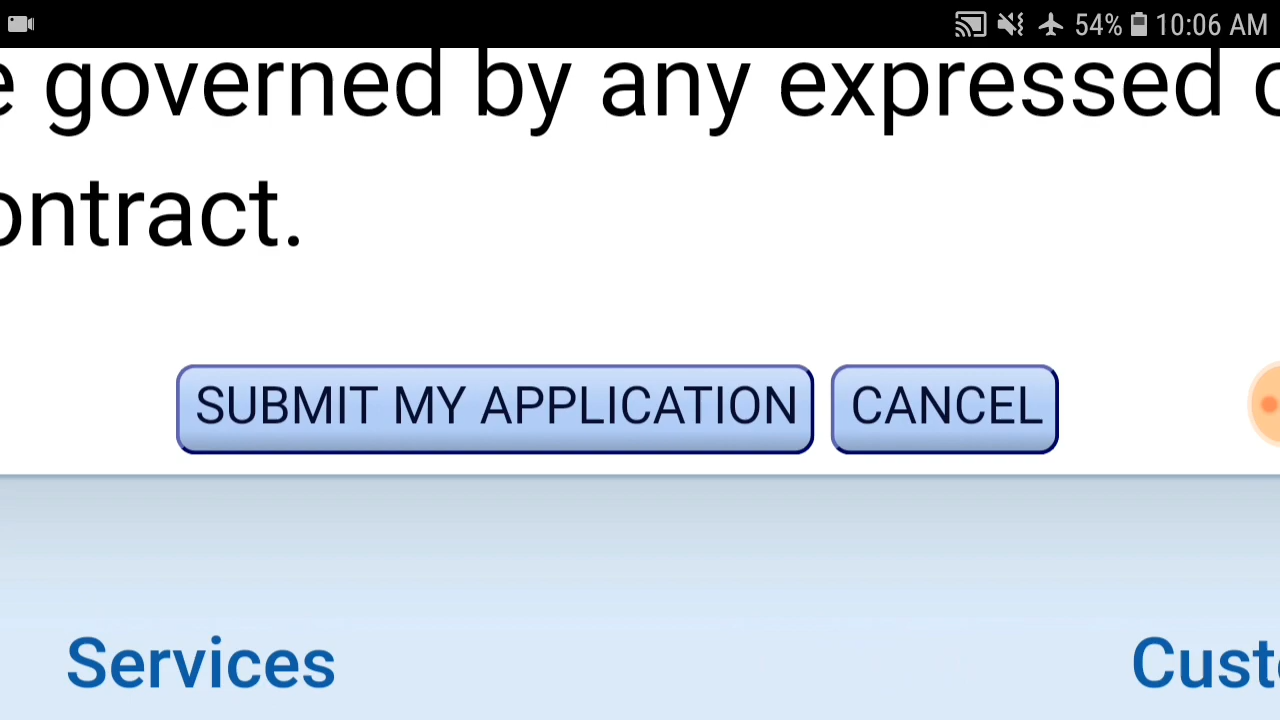 54% 10:06 AM
governed by any expressed
ontract.
SUBMIT MY APPLICATION CANCEL
Services Cust